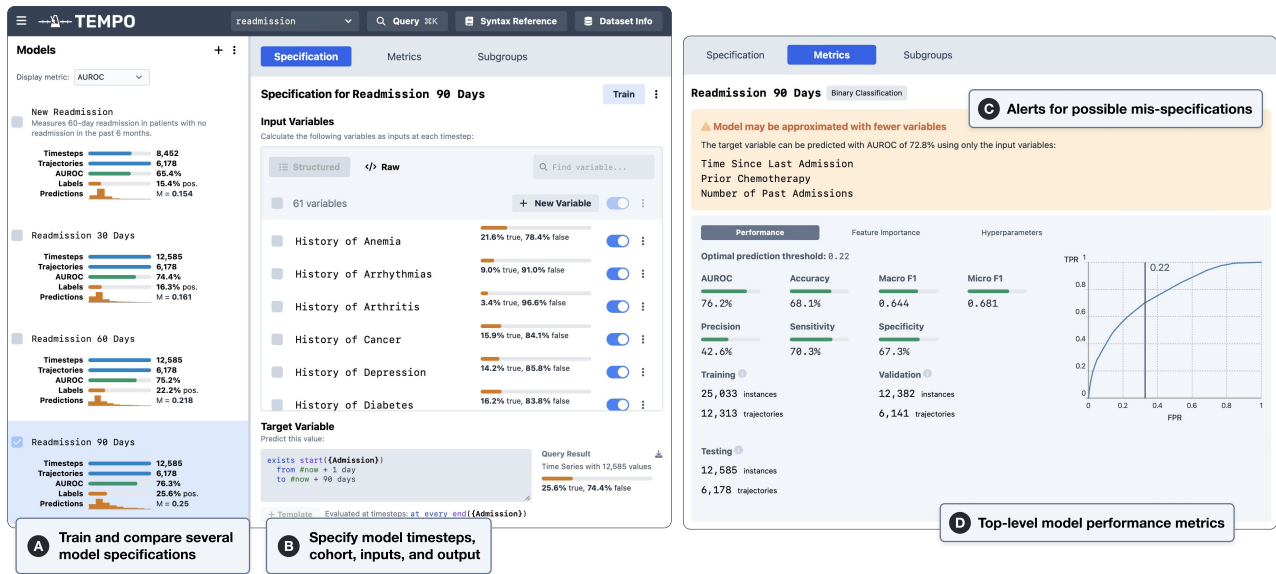 TEMPO
readmission
Query ⌘K
Syntax Reference
Dataset Info
Models
Display metric: AUROC
New Readmission
Measures 60-day readmission in patients with no
readmission in the past 6 months.
Timesteps 8,452
Trajectories 6,178
AUROC 65.4%
Labels 15.4% pos.
Predictions M = 0.154
Readmission 30 Days
Timesteps 12,585
Trajectories 6,178
AUROC 74.4%
Labels 16.3% pos.
Predictions M = 0.161
Readmission 60 Days
Timesteps 12,585
Trajectories 6,178
AUROC 75.2%
Labels 22.2% pos.
Predictions M = 0.218
Readmission 90 Days
Timesteps 12,585
Trajectories 6,178
AUROC 76.3%
Labels 25.6% pos.
Predictions M = 0.25
A Train and compare several
model specifications
Specification Metrics Subgroups
Specification for Readmission 90 Days
Train
Input Variables
Calculate the following variables as inputs at each timestep:
Structured
</> Raw
Find variable...
61 variables
+ New Variable
History of Anemia 21.6% true, 78.4% false
History of Arrhythmias 9.0% true, 91.0% false
History of Arthritis 3.4% true, 96.6% false
History of Cancer 15.9% true, 84.1% false
History of Depression 14.2% true, 85.8% false
History of Diabetes 16.2% true, 83.8% false
Target Variable
Predict this value:
exists start({Admission})
from #now + 1 day
to #now + 90 days
Query Result
Time Series with 12,585 values
25.6% true, 74.4% false
+ Template Evaluated at timesteps: at every end({Admission})
B Specify model timesteps,
cohort, inputs, and output
Specification Metrics Subgroups
Readmission 90 Days Binary Classification
C Alerts for possible mis-specifications
Model may be approximated with fewer variables
The target variable can be predicted with AUROC of 72.8% using only the input variables:
Time Since Last Admission
Prior Chemotherapy
Number of Past Admissions
Performance Feature Importance Hyperparameters
Optimal prediction threshold: 0.22
AUROC Accuracy Macro F1 Micro F1
76.2% 68.1% 0.644 0.681
Precision Sensitivity Specificity
42.6% 70.3% 67.3%
Training Validation
25,033 instances 12,382 instances
12,313 trajectories 6,141 trajectories
Testing
12,585 instances
6,178 trajectories
TPR 1
0.22
0.8
0.6
0.4
0.2
0
0 0.2 0.4 0.6 0.8 1
FPR
D Top-level model performance metrics